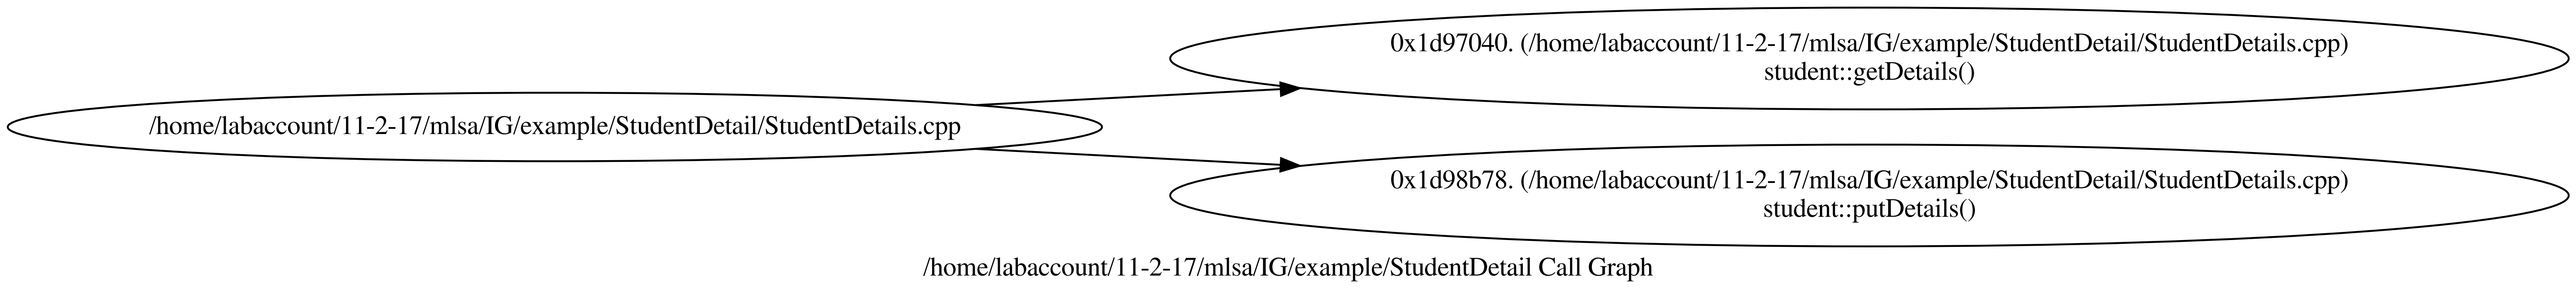 /home/labaccount/11-2-17/mlsa/IG/example/StudentDetail/StudentDetails.cpp
0x1d97040. (/home/labaccount/11-2-17/mlsa/IG/example/StudentDetail/StudentDetails.cpp)
student::getDetails()
0x1d98b78. (/home/labaccount/11-2-17/mlsa/IG/example/StudentDetail/StudentDetails.cpp)
student::putDetails()
/home/labaccount/11-2-17/mlsa/IG/example/StudentDetail Call Graph